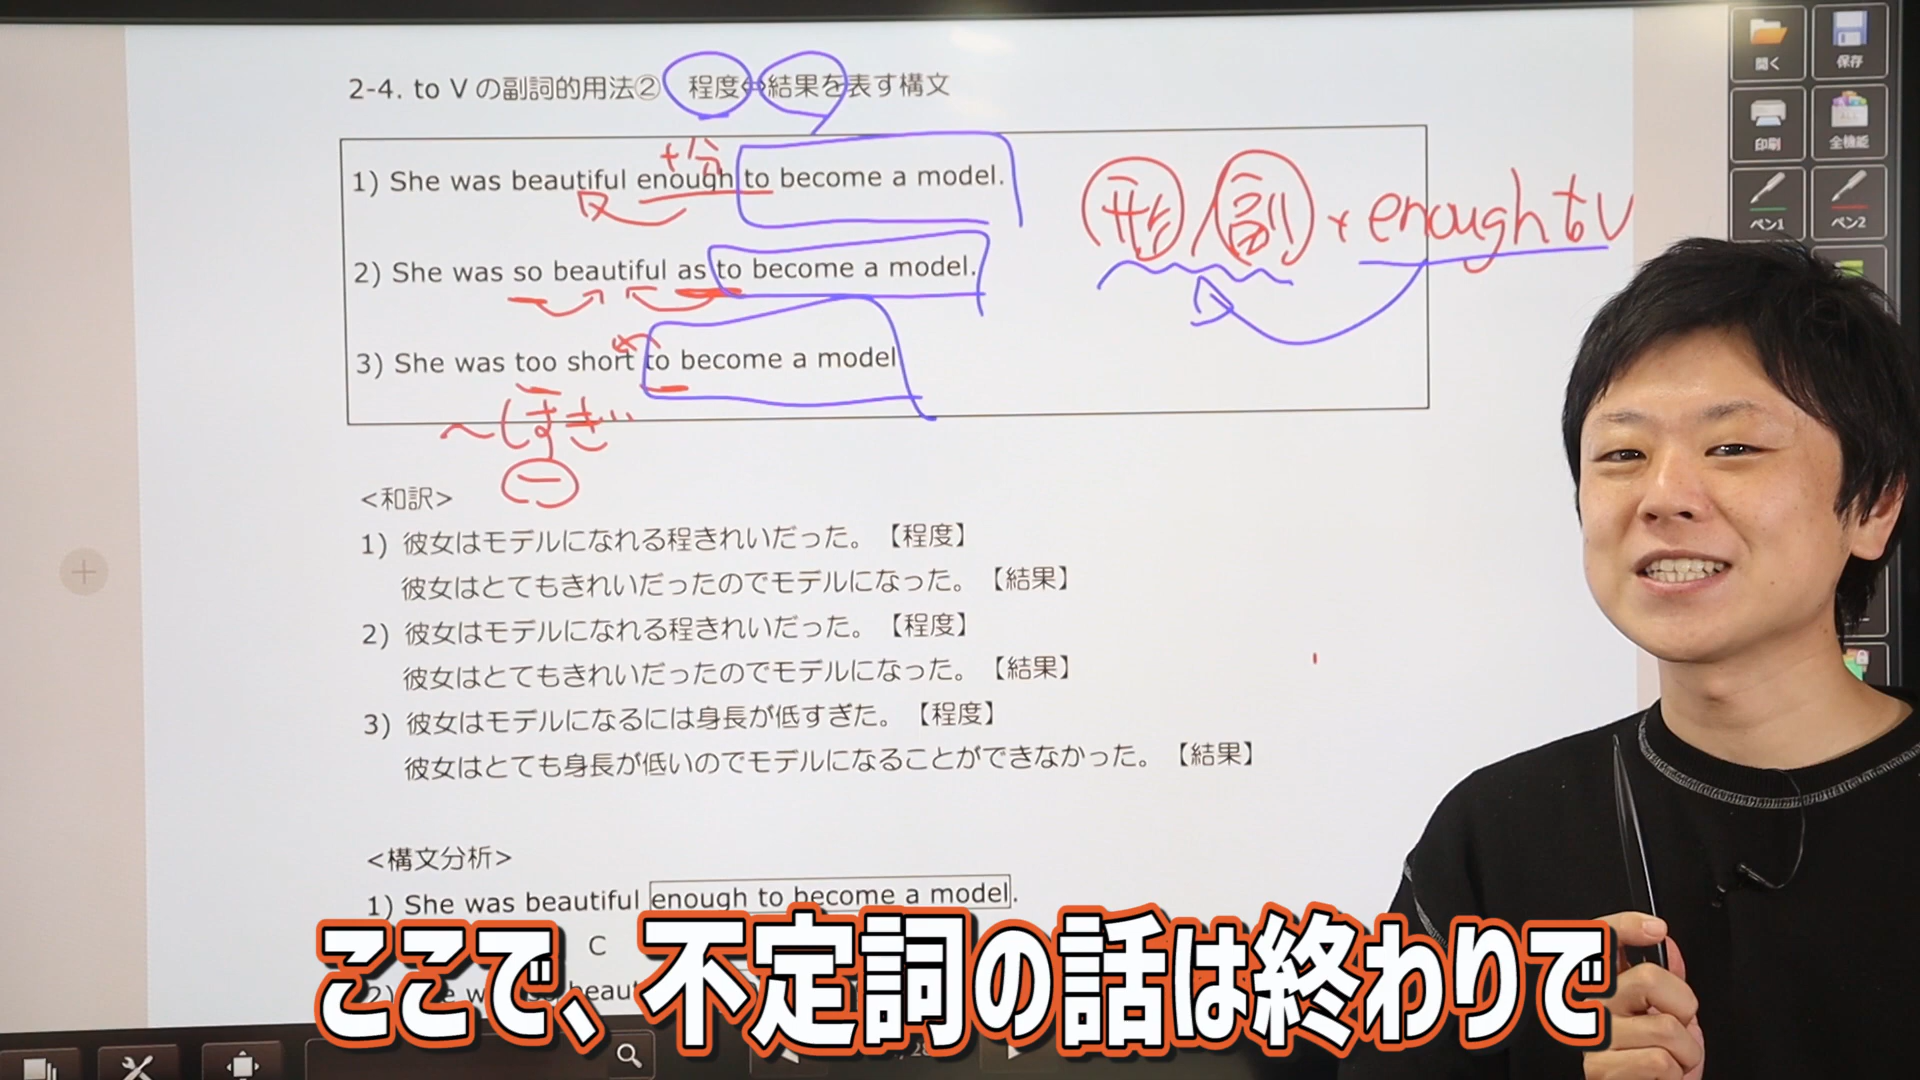 2-4. to V の副詞的用法② 程度⇔結果を表す構文
開く
保存
印刷
全機能
ペン1
ペン2
十分
1) She was beautiful enough to become a model.
形/副 + enough to V
2) She was so beautiful as to become a model.
3) She was too short to become a model
〜しすぎ…
<和訳>
1) 彼女はモデルになれる程きれいだった。【程度】
彼女はとてもきれいだったのでモデルになった。【結果】
2) 彼女はモデルになれる程きれいだった。【程度】
彼女はとてもきれいだったのでモデルになった。【結果】
3) 彼女はモデルになるには身長が低すぎた。【程度】
彼女はとても身長が低いのでモデルになることができなかった。【結果】
<構文分析>
1) She was beautiful enough to become a model.
C
2)
ここで、不定詞の話は終わりで